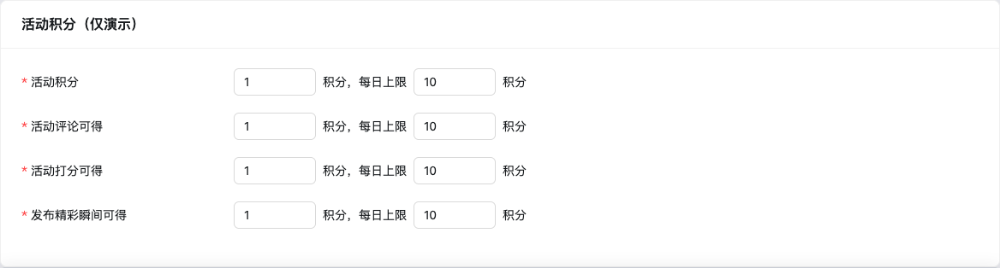 活动积分（仅演示）
* 活动积分 1 积分，每日上限 10 积分
* 活动评论可得 1 积分，每日上限 10 积分
* 活动打分可得 1 积分，每日上限 10 积分
* 发布精彩瞬间可得 1 积分，每日上限 10 积分